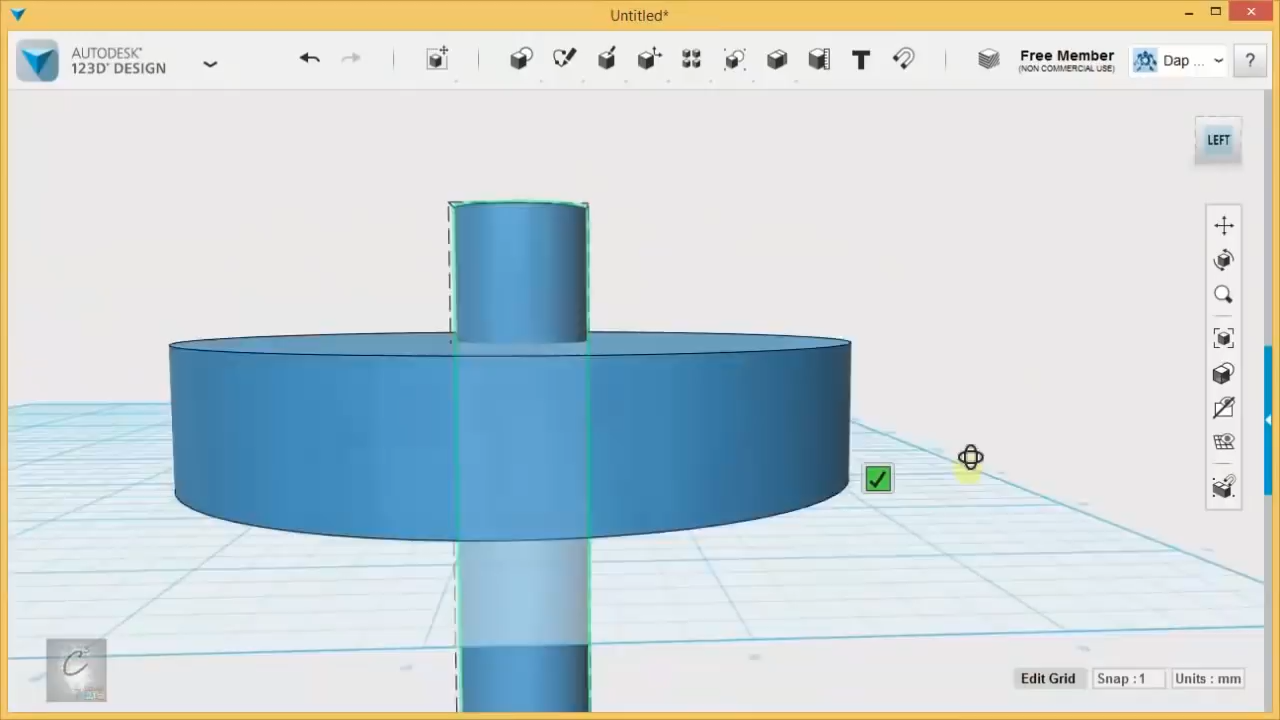 Untitled*
AUTODESK®
123D® DESIGN
T
Free Member
(NON COMMERCIAL USE)
Dap ...
?
LEFT
Edit Grid
Snap : 1
Units : mm